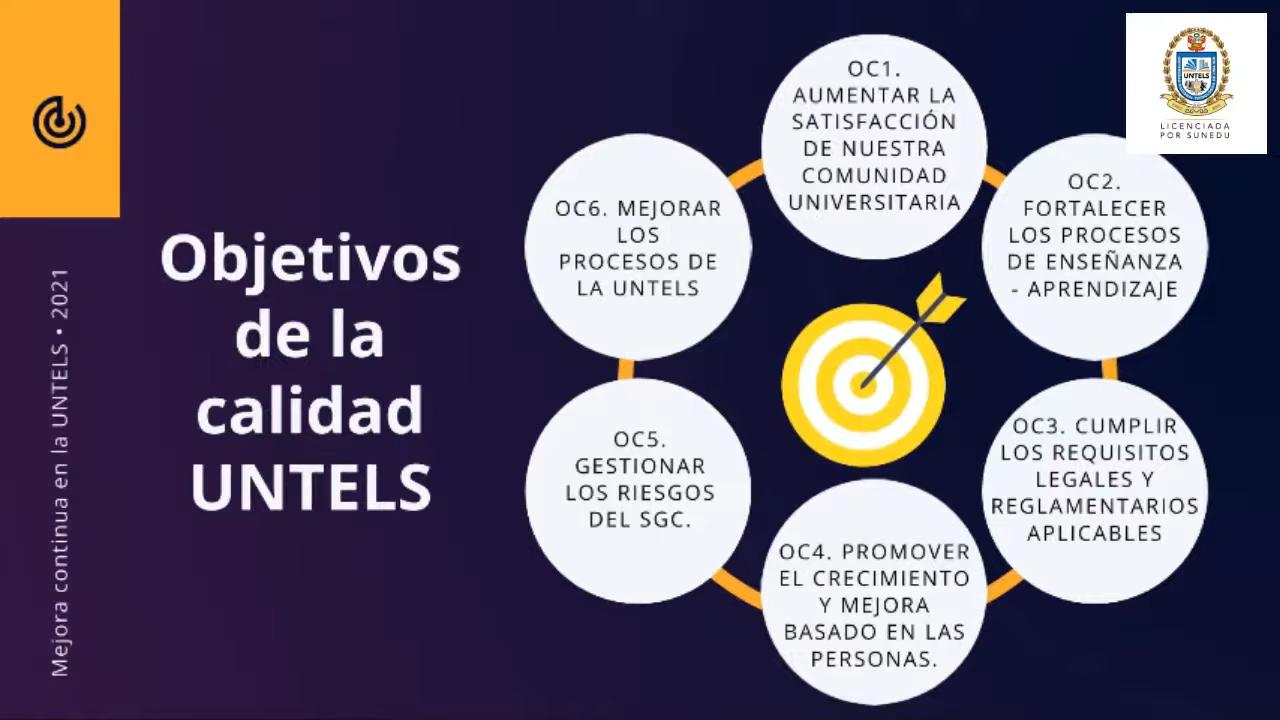 Objetivos
de la
calidad
UNTELS
Mejora continua en la UNTELS • 2021
OC1.
AUMENTAR LA
SATISFACCIÓN
DE NUESTRA
COMUNIDAD
UNIVERSITARIA
OC2.
FORTALECER
LOS PROCESOS
DE ENSEÑANZA
- APRENDIZAJE
OC3. CUMPLIR
LOS REQUISITOS
LEGALES Y
REGLAMENTARIOS
APLICABLES
OC4. PROMOVER
EL CRECIMIENTO
Y MEJORA
BASADO EN LAS
PERSONAS.
OC5.
GESTIONAR
LOS RIESGOS
DEL SGC.
OC6. MEJORAR
LOS
PROCESOS DE
LA UNTELS
UNTELS
LICENCIADA
POR SUNEDU